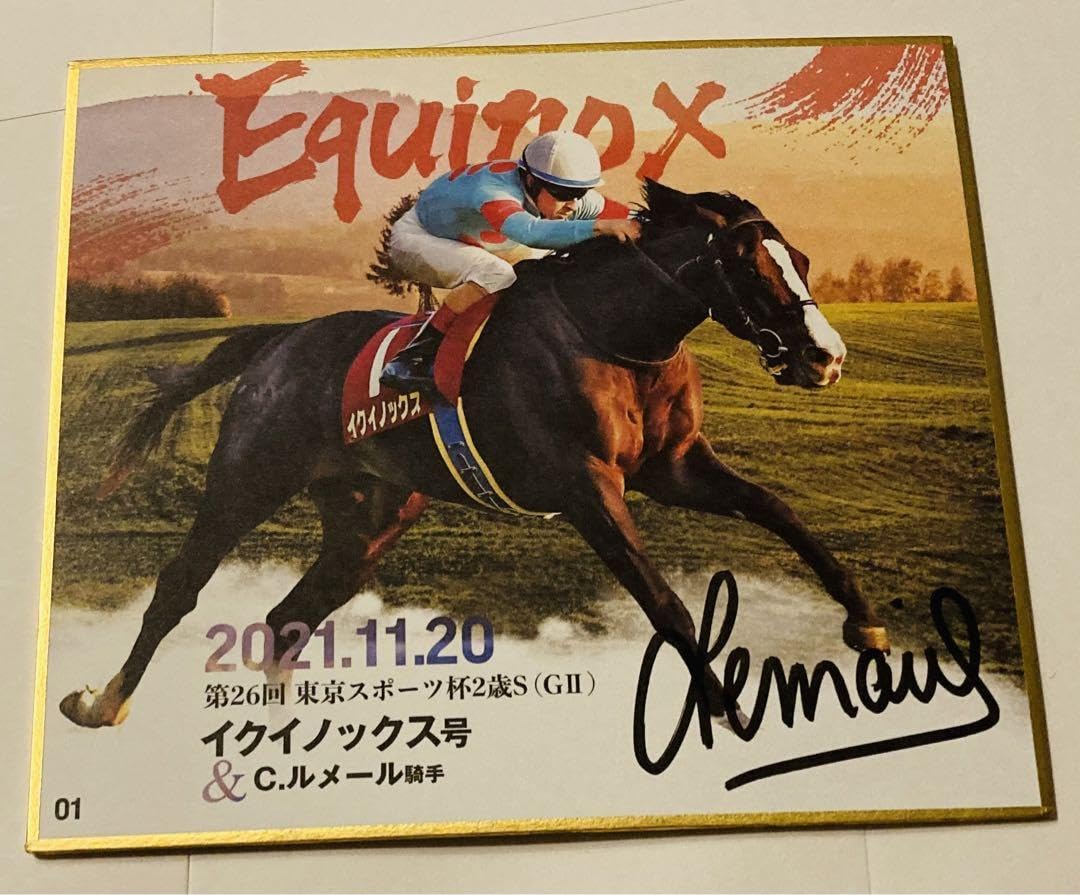 Equinox
1
イクイノックス
2021.11.20
第26回 東京スポーツ杯2歳S(GⅡ)
イクイノックス号
& C.ルメール騎手
CLemaire
01